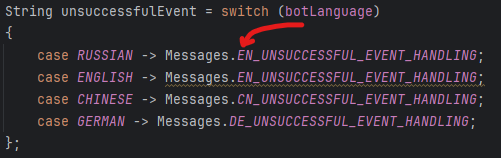 String unsuccessfulEvent = switch (botLanguage)
{
case RUSSIAN -> Messages.EN_UNSUCCESSFUL_EVENT_HANDLING;
case ENGLISH -> Messages.EN_UNSUCCESSFUL_EVENT_HANDLING;
case CHINESE -> Messages.CN_UNSUCCESSFUL_EVENT_HANDLING;
case GERMAN -> Messages.DE_UNSUCCESSFUL_EVENT_HANDLING;
};